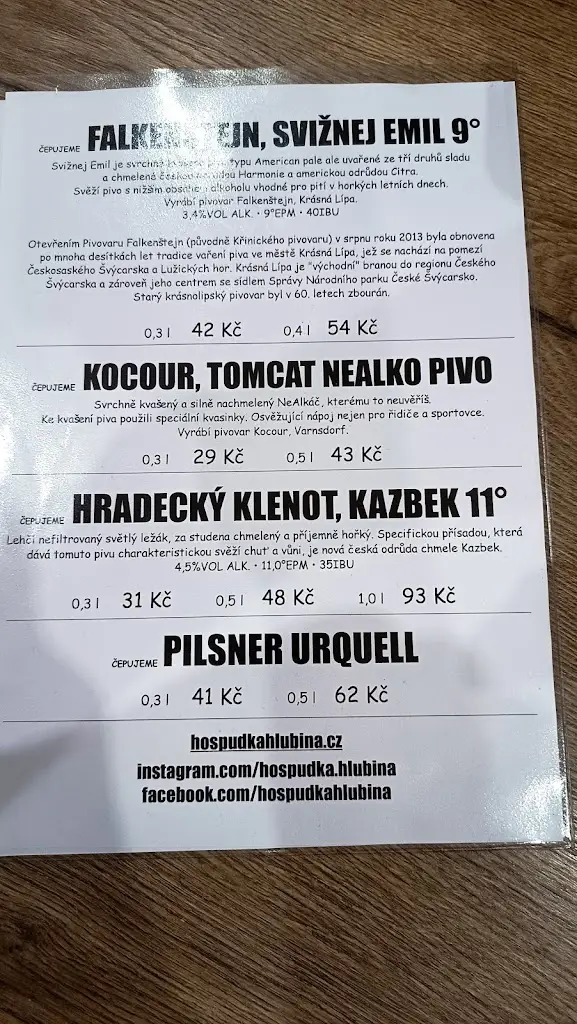 ČEPUJEME FALKENŠTEJN, SVIŽNEJ EMIL 9°
Svižnej Emil je svrchně typu American pale ale uvařené ze tří druhů sladu
a chmelená českou Harmonie a americkou odrůdou Citra.
Svěží pivo s nižším obsahem alkoholu vhodné pro pití v horkých letních dnech.
Vyrábí pivovar Falkenštejn, Krásná Lípa.
3,4%VOL ALK. • 9°EPM • 40IBU
Otevřením Pivovaru Falkenštejn (původně Křinického pivovaru) v srpnu roku 2013 byla obnovena
po mnoha desítkách let tradice vaření piva ve městě Krásná Lípa, jež se nachází na pomezí
Českosaského Švýcarska a Lužických hor. Krásná Lípa je "východní" branou do regionu Českého
Švýcarska a zároveň jeho centrem se sídlem Správy Národního parku České Švýcarsko.
Starý krásnolipský pivovar byl v 60. letech zbourán.
0,3 l 42 Kč 0,4 l 54 Kč
ČEPUJEME KOCOUR, TOMCAT NEALKO PIVO
Svrchně kvašený a silně nachmelený NeAlkáč, kterému to neuvěříš.
Ke kvašení piva použili speciální kvasinky. Osvěžující nápoj nejen pro řidiče a sportovce.
Vyrábí pivovar Kocour, Varnsdorf.
0,3 l 29 Kč 0,5 l 43 Kč
ČEPUJEME HRADECKÝ KLENOT, KAZBEK 11°
Lehčí nefiltrovaný světlý ležák, za studena chmelený a příjemně hořký. Specifickou přísadou, která
dává tomuto pivu charakteristickou svěží chuť a vůni, je nová česká odrůda chmele Kazbek.
4,5%VOL ALK. • 11,0°EPM • 35IBU
0,3 l 31 Kč 0,5 l 48 Kč 1,0 l 93 Kč
ČEPUJEME PILSNER URQUELL
0,3 l 41 Kč 0,5 l 62 Kč
hospudkahlubina.cz
instagram.com/hospudka.hlubina
facebook.com/hospudkahlubina